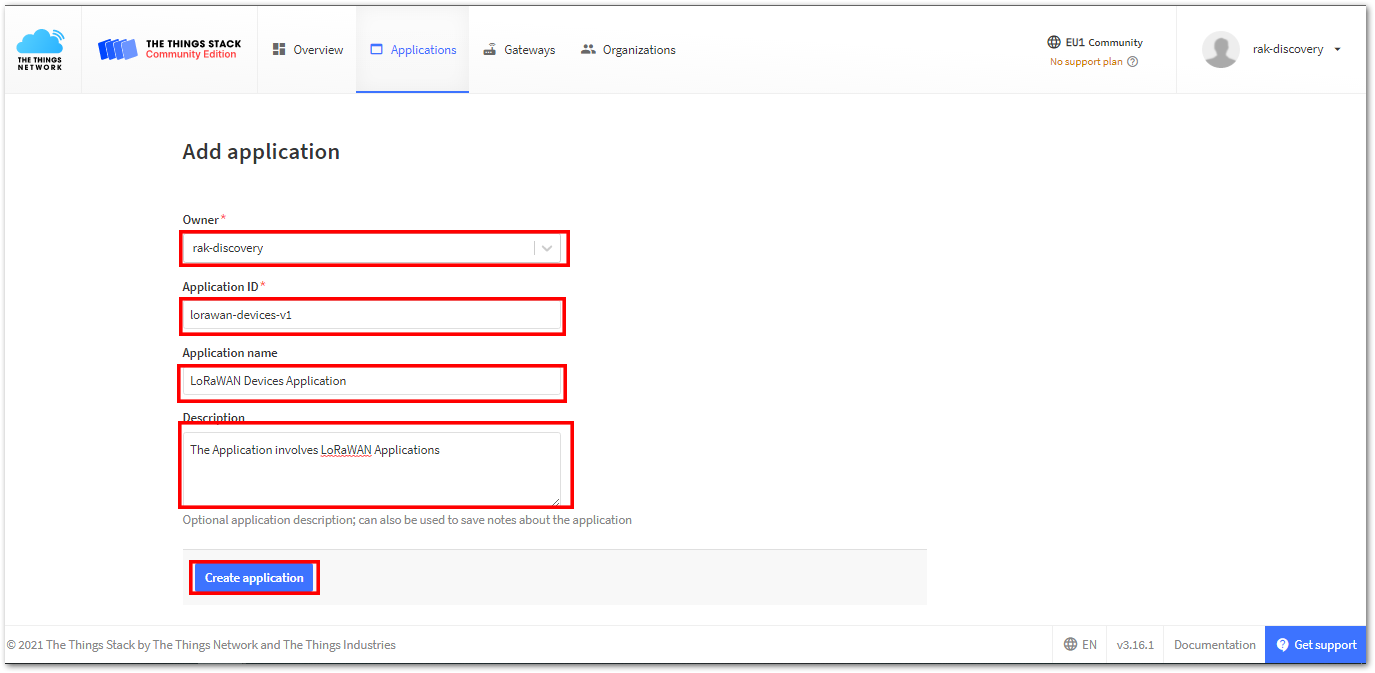 THE THINGS
NETWORK
THE THINGS STACK
Community Edition
Overview
Applications
Gateways
Organizations
EU1 Community
No support plan
rak-discovery
Add application
Owner*
rak-discovery
Application ID*
lorawan-devices-v1
Application name
LoRaWAN Devices Application
Description
The Application involves LoRaWAN Applications
Optional application description; can also be used to save notes about the application
Create application
© 2021 The Things Stack by The Things Network and The Things Industries
EN
v3.16.1
Documentation
Get support